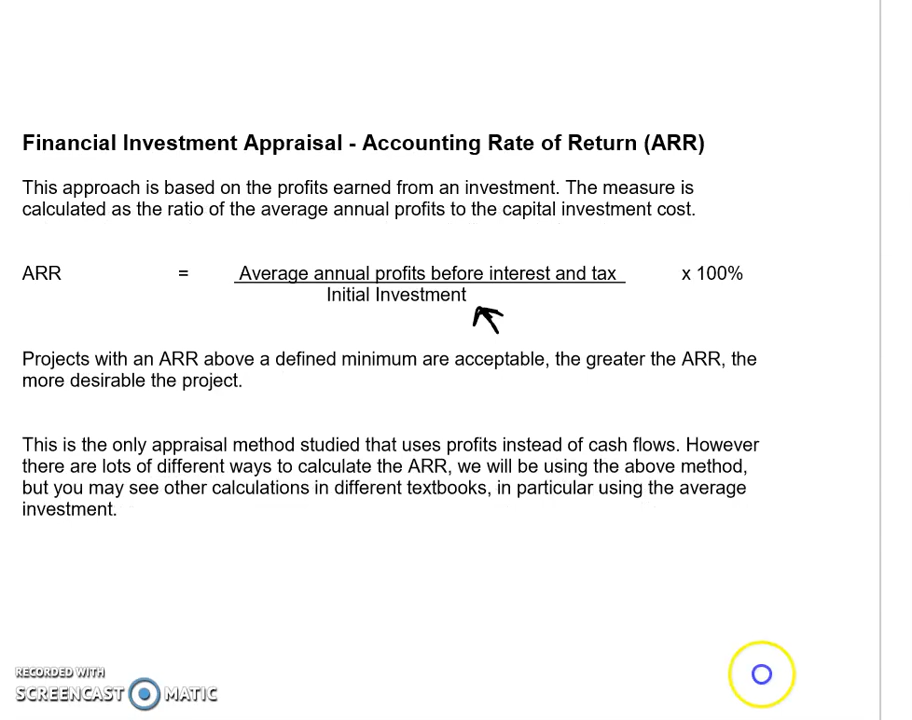 Financial Investment Appraisal - Accounting Rate of Return (ARR)
This approach is based on the profits earned from an investment. The measure is
calculated as the ratio of the average annual profits to the capital investment cost.
ARR = Average annual profits before interest and tax x 100%
Initial Investment
Projects with an ARR above a defined minimum are acceptable, the greater the ARR, the
more desirable the project.
This is the only appraisal method studied that uses profits instead of cash flows. However
there are lots of different ways to calculate the ARR, we will be using the above method,
but you may see other calculations in different textbooks, in particular using the average
investment.
RECORDED WITH
SCREENCAST MATIC